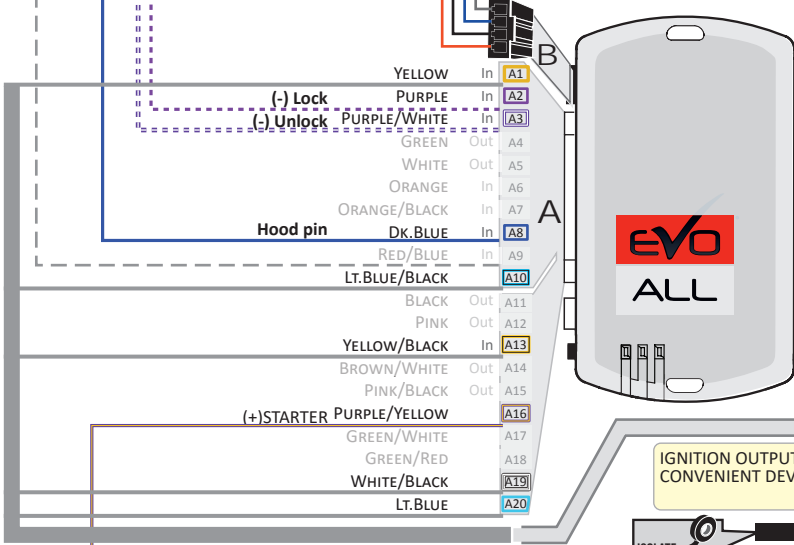 B
YELLOW In A1
(-) Lock PURPLE In A2
(-) Unlock PURPLE/WHITE In A3
GREEN Out A4
WHITE Out A5
ORANGE In A6
ORANGE/BLACK In A7
A
Hood pin DK.BLUE In A8
RED/BLUE In A9
LT.BLUE/BLACK A10
BLACK Out A11
PINK Out A12
YELLOW/BLACK In A13
BROWN/WHITE Out A14
PINK/BLACK Out A15
(+)STARTER PURPLE/YELLOW A16
GREEN/WHITE A17
GREEN/RED A18
WHITE/BLACK A19
LT.BLUE A20
EVO
ALL
IGNITION OUTPUT
CONVENIENT DEV
ISOLATE